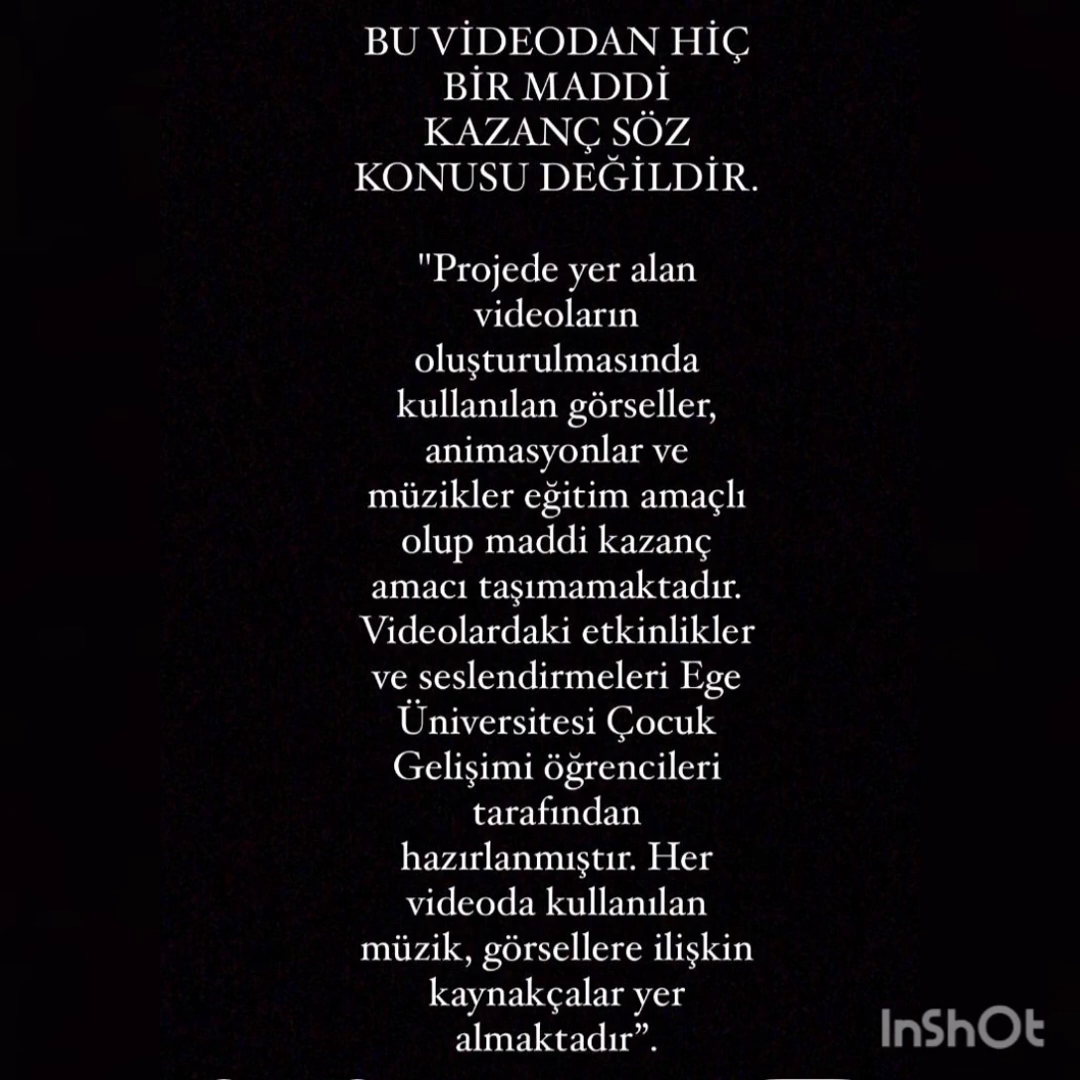 BU VİDEODAN HİÇ
BİR MADDİ
KAZANÇ SÖZ
KONUSU DEĞİLDİR.
"Projede yer alan
videoların
oluşturulmasında
kullanılan görseller,
animasyonlar ve
müzikler eğitim amaçlı
olup maddi kazanç
amacı taşımamaktadır.
Videolardaki etkinlikler
ve seslendirmeleri Ege
Üniversitesi Çocuk
Gelişimi öğrencileri
tarafından
hazırlanmıştır. Her
videoda kullanılan
müzik, görsellere ilişkin
kaynakçalar yer
almaktadır”.
InShOt